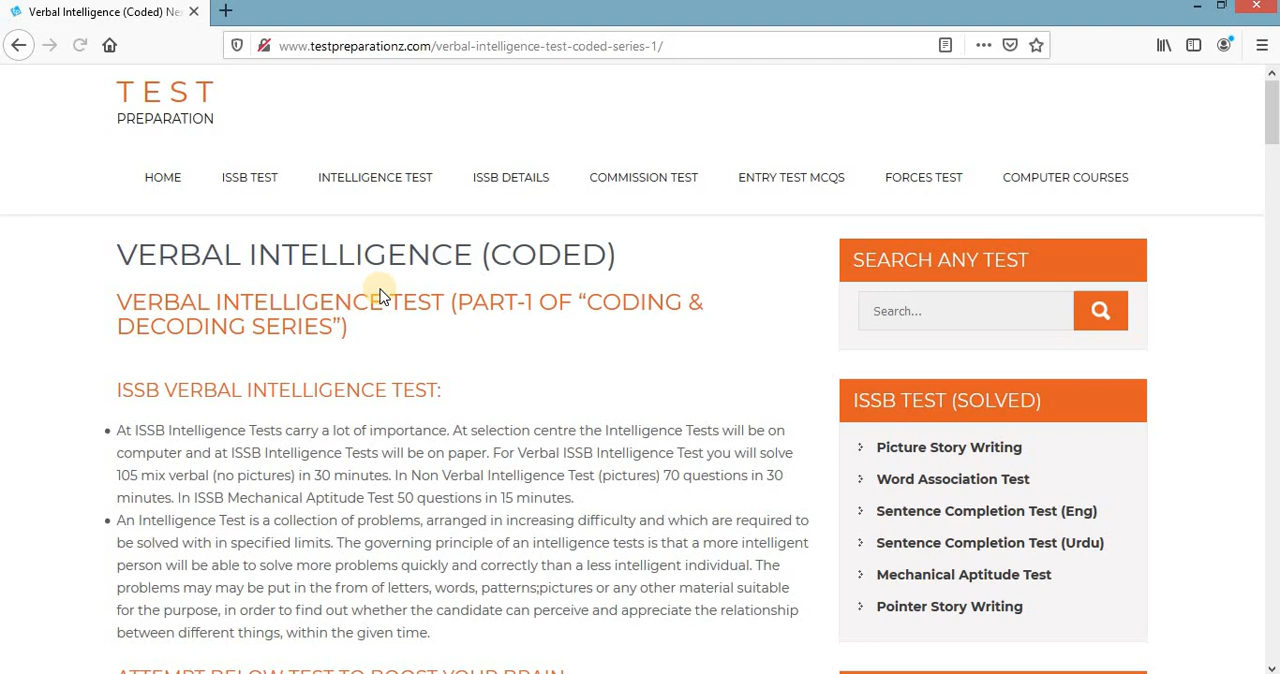 Verbal Intelligence (Coded) Ne
www.testpreparationz.com/verbal-intelligence-test-coded-series-1/
TEST
PREPARATION
HOME ISSB TEST INTELLIGENCE TEST ISSB DETAILS COMMISSION TEST ENTRY TEST MCQS FORCES TEST COMPUTER COURSES
VERBAL INTELLIGENCE (CODED)
VERBAL INTELLIGENCE TEST (PART-1 OF “CODING &
DECODING SERIES”)
ISSB VERBAL INTELLIGENCE TEST:
At ISSB Intelligence Tests carry a lot of importance. At selection centre the Intelligence Tests will be on
computer and at ISSB Intelligence Tests will be on paper. For Verbal ISSB Intelligence Test you will solve
105 mix verbal (no pictures) in 30 minutes. In Non Verbal Intelligence Test (pictures) 70 questions in 30
minutes. In ISSB Mechanical Aptitude Test 50 questions in 15 minutes.
An Intelligence Test is a collection of problems, arranged in increasing difficulty and which are required to
be solved with in specified limits. The governing principle of an intelligence tests is that a more intelligent
person will be able to solve more problems quickly and correctly than a less intelligent individual. The
problems may may be put in the from of letters, words, patterns;pictures or any other material suitable
for the purpose, in order to find out whether the candidate can perceive and appreciate the relationship
between different things, within the given time.
ATTEMPT BELOW TEST TO BOOST YOUR BRAIN
SEARCH ANY TEST
Search...
ISSB TEST (SOLVED)
Picture Story Writing
Word Association Test
Sentence Completion Test (Eng)
Sentence Completion Test (Urdu)
Mechanical Aptitude Test
Pointer Story Writing